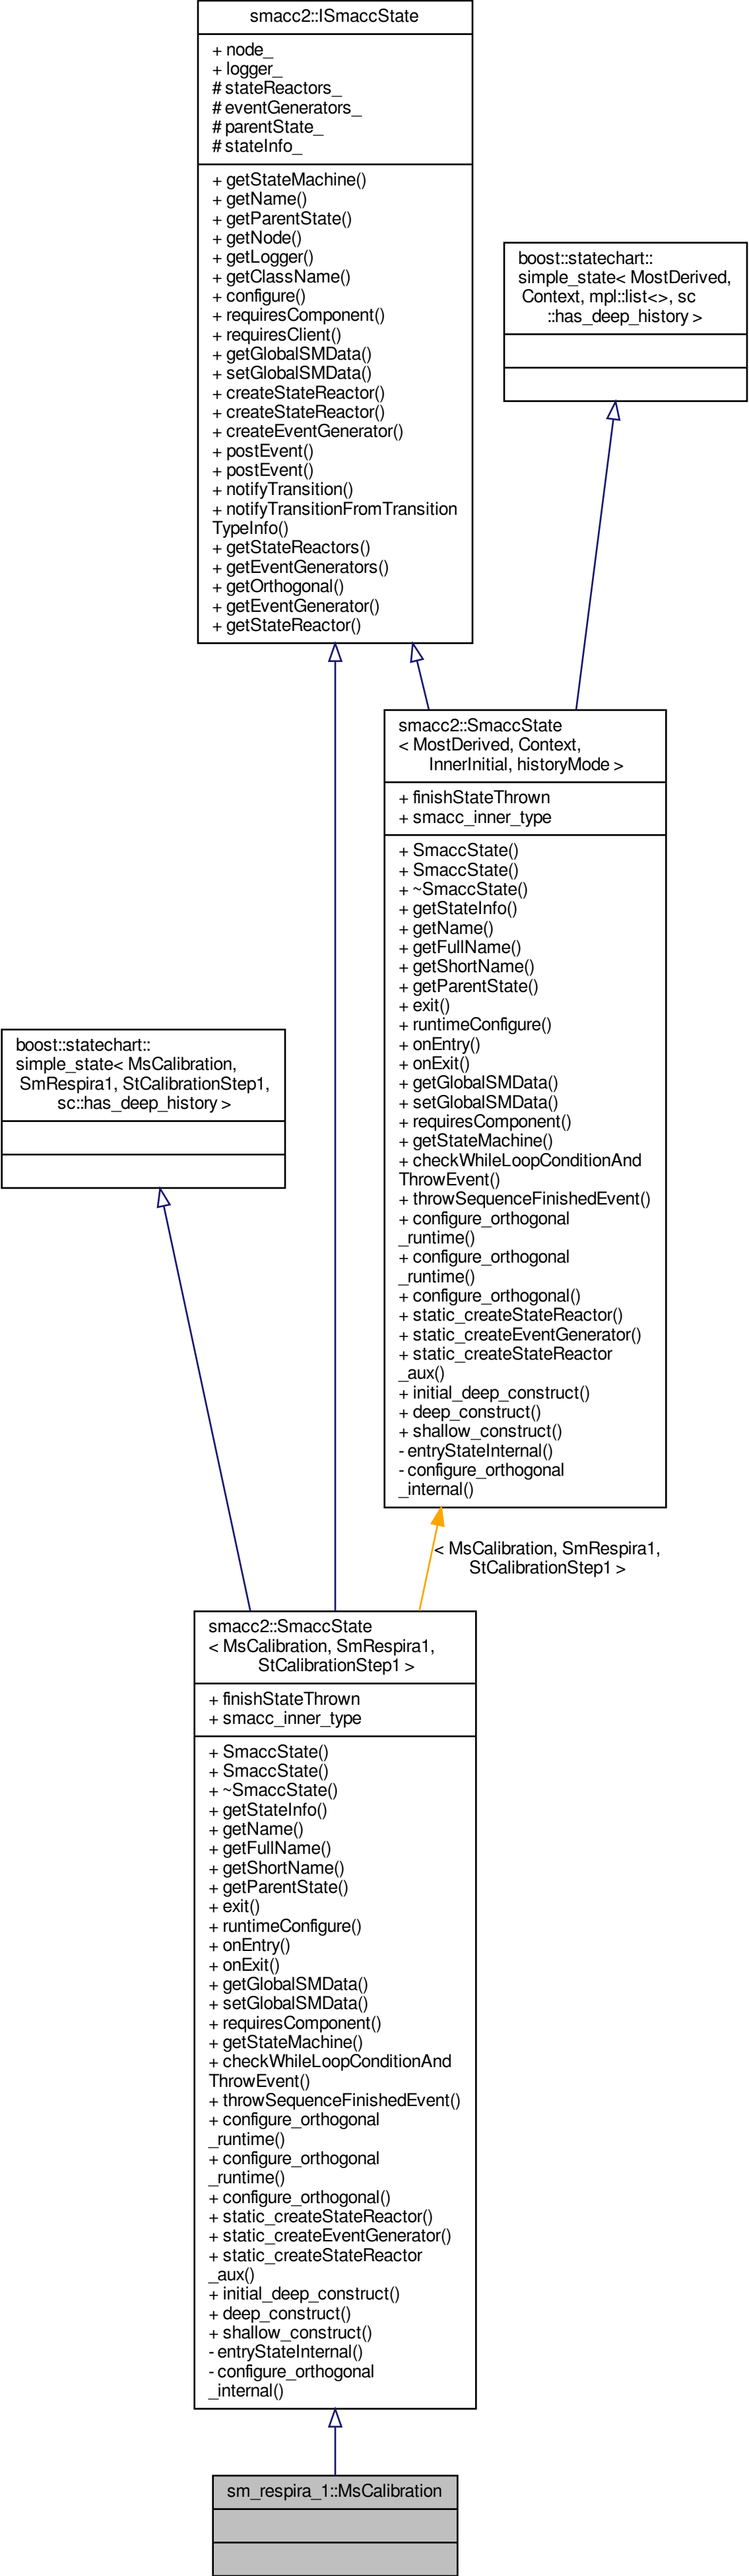 smacc2::ISmaccState
+ node_
+ logger_
# stateReactors_
# eventGenerators_
# parentState_
# stateInfo_
+ getStateMachine()
+ getName()
+ getParentState()
+ getNode()
+ getLogger()
+ getClassName()
+ configure()
+ requiresComponent()
+ requiresClient()
+ getGlobalSMData()
+ setGlobalSMData()
+ createStateReactor()
+ createStateReactor()
+ createEventGenerator()
+ postEvent()
+ postEvent()
+ notifyTransition()
+ notifyTransitionFromTransition
TypeInfo()
+ getStateReactors()
+ getEventGenerators()
+ getOrthogonal()
+ getEventGenerator()
+ getStateReactor()
boost::statechart::
simple_state< MostDerived,
Context, mpl::list<>, sc
::has_deep_history >
smacc2::SmaccState
< MostDerived, Context,
InnerInitial, historyMode >
+ finishStateThrown
+ smacc_inner_type
+ SmaccState()
+ SmaccState()
+ ~SmaccState()
+ getStateInfo()
+ getName()
+ getFullName()
+ getShortName()
+ getParentState()
+ exit()
+ runtimeConfigure()
+ onEntry()
+ onExit()
+ getGlobalSMData()
+ setGlobalSMData()
+ requiresComponent()
+ getStateMachine()
+ checkWhileLoopConditionAnd
ThrowEvent()
+ throwSequenceFinishedEvent()
+ configure_orthogonal
_runtime()
+ configure_orthogonal
_runtime()
+ configure_orthogonal()
+ static_createStateReactor()
+ static_createEventGenerator()
+ static_createStateReactor
_aux()
+ initial_deep_construct()
+ deep_construct()
+ shallow_construct()
- entryStateInternal()
- configure_orthogonal
_internal()
boost::statechart::
simple_state< MsCalibration,
SmRespira1, StCalibrationStep1,
sc::has_deep_history >
< MsCalibration, SmRespira1,
StCalibrationStep1 >
smacc2::SmaccState
< MsCalibration, SmRespira1,
StCalibrationStep1 >
+ finishStateThrown
+ smacc_inner_type
+ SmaccState()
+ SmaccState()
+ ~SmaccState()
+ getStateInfo()
+ getName()
+ getFullName()
+ getShortName()
+ getParentState()
+ exit()
+ runtimeConfigure()
+ onEntry()
+ onExit()
+ getGlobalSMData()
+ setGlobalSMData()
+ requiresComponent()
+ getStateMachine()
+ checkWhileLoopConditionAnd
ThrowEvent()
+ throwSequenceFinishedEvent()
+ configure_orthogonal
_runtime()
+ configure_orthogonal
_runtime()
+ configure_orthogonal()
+ static_createStateReactor()
+ static_createEventGenerator()
+ static_createStateReactor
_aux()
+ initial_deep_construct()
+ deep_construct()
+ shallow_construct()
- entryStateInternal()
- configure_orthogonal
_internal()
sm_respira_1::MsCalibration